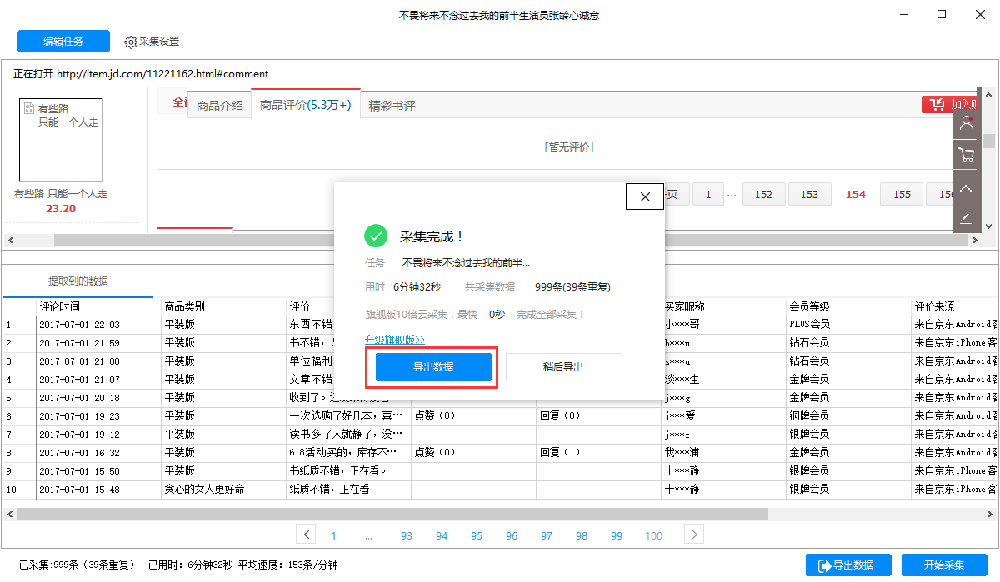 不畏将来不念过去我的前半生演员张龄心诚意
编辑任务 采集设置
正在打开 http://item.jd.com/11221162.html#comment
有些路
只能一个人走
有些路 只能一个人走
23.20
商品介绍 商品评价(5.3万+) 精彩书评 加入
「暂无评价」
页 1 ... 152 153 154 155
采集完成！
任务 不畏将来不念过去我的前半...
用时 6分钟32秒 共采集数据 999条(39条重复)
旗舰版10倍云采集，最快 0秒 完成全部采集！
升级旗舰版>>
导出数据 稍后导出
提取到的数据
评论时间 商品类别 评价 买家昵称 会员等级 评价来源
1 2017-07-01 22:03 平装版 东西不错 小***哥 PLUS会员 来自京东Android客
2 2017-07-01 21:59 平装版 书不错， b***u 钻石会员 来自京东iPhone客
3 2017-07-01 21:08 平装版 单位福利 s***u 钻石会员 来自京东Android客
4 2017-07-01 21:07 平装版 文章不错 淡***生 金牌会员 来自京东Android客
5 2017-07-01 20:18 平装版 收到了。 j***g 金牌会员 来自京东Android客
6 2017-07-01 19:23 平装版 一次选购了好几本，喜… 点赞（0） 回复（0） j***爱 铜牌会员 来自京东Android客
7 2017-07-01 19:12 平装版 读书多了人就静了，没… j***z 银牌会员 来自京东Android客
8 2017-07-01 16:32 平装版 618活动买的，库存不… 点赞（0） 回复（1） 我***浦 金牌会员 来自京东Android客
9 2017-07-01 15:50 平装版 书纸质不错，正在看。 十***静 银牌会员 来自京东iPhone客
10 2017-07-01 15:48 贪心的女人更好命 纸质不错，正在看 十***静 银牌会员 来自京东iPhone客
< 1 ... 93 94 95 96 97 98 99 100 >
已采集:999条（39条重复） 已用时：6分钟32秒 平均速度：153条/分钟 导出数据 开始采集